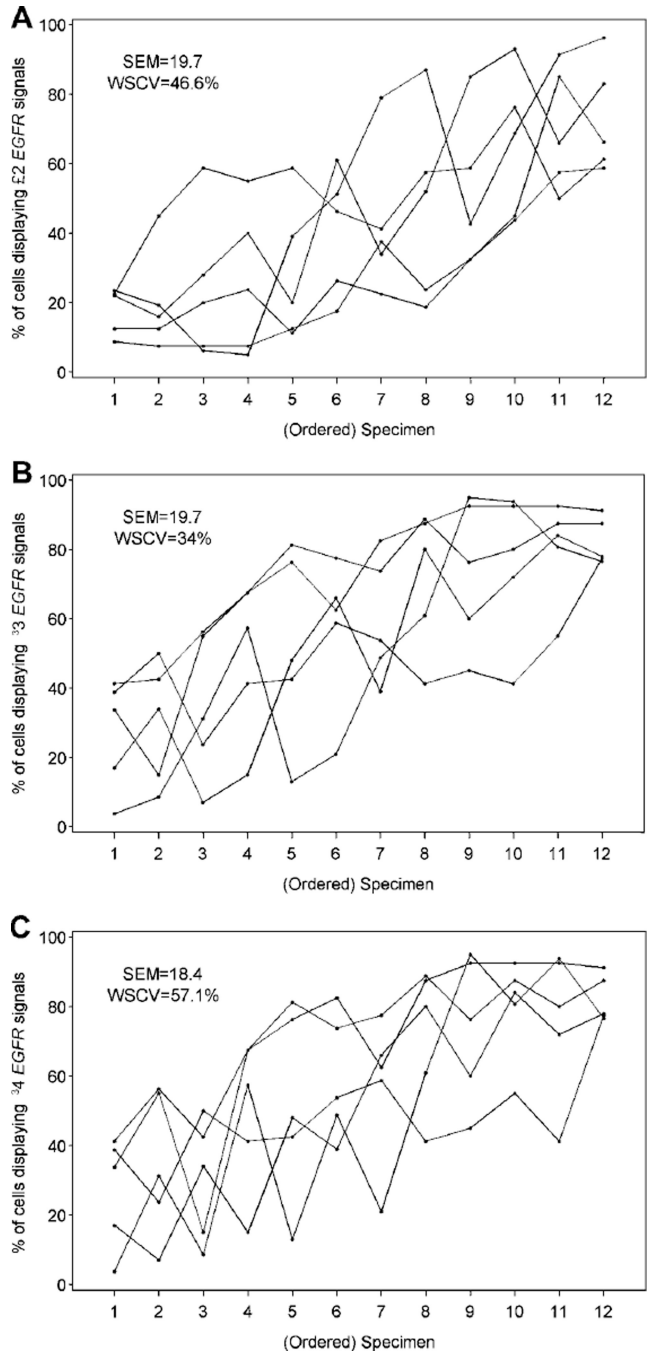 A
SEM=19.7
WSCV=46.6%
% of cells displaying £2 EGFR signals
100
80
60
40
20
0
1 2 3 4 5 6 7 8 9 10 11 12
(Ordered) Specimen
B
SEM=19.7
WSCV=34%
% of cells displaying ³3 EGFR signals
100
80
60
40
20
0
1 2 3 4 5 6 7 8 9 10 11 12
(Ordered) Specimen
C
SEM=18.4
WSCV=57.1%
% of cells displaying ³4 EGFR signals
100
80
60
40
20
0
1 2 3 4 5 6 7 8 9 10 11 12
(Ordered) Specimen